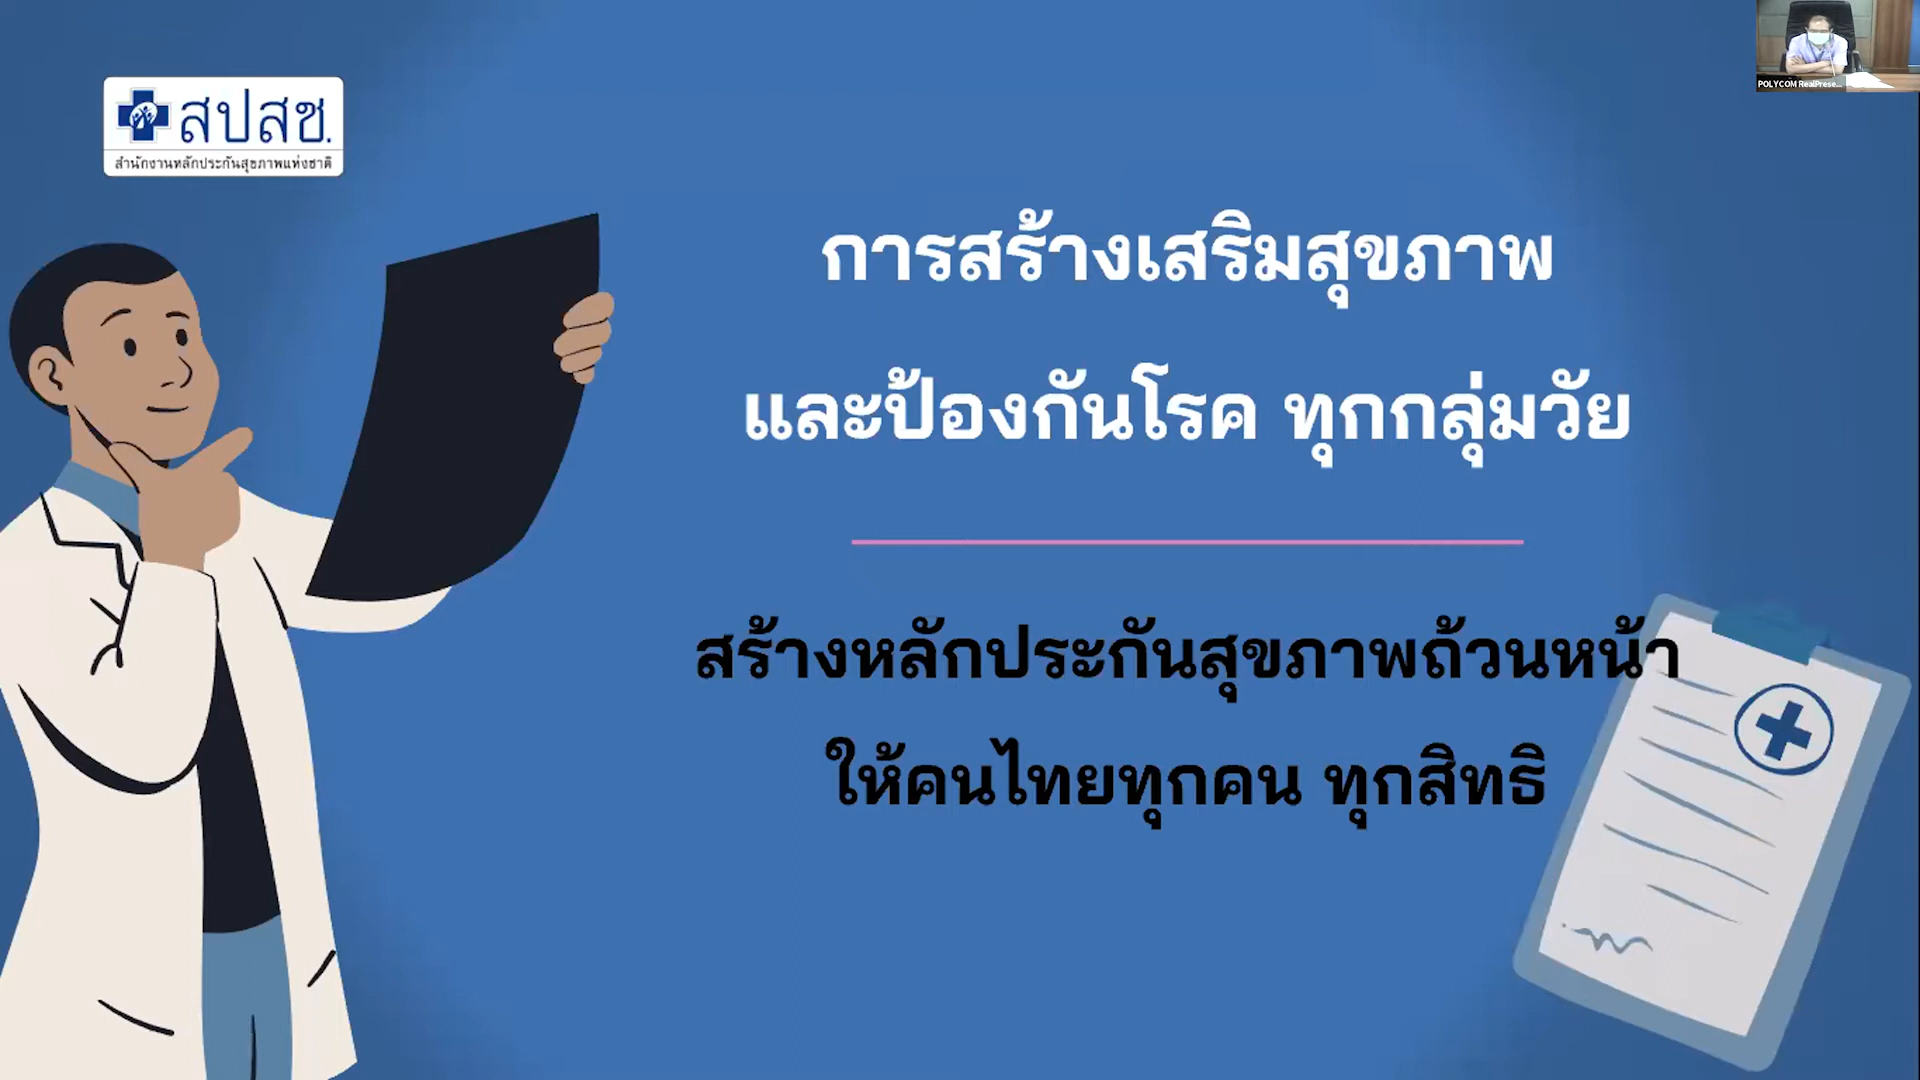 สปสช.
สำนักงานหลักประกันสุขภาพแห่งชาติ
POLYCOM RealPrese...
การสร้างเสริมสุขภาพ
และป้องกันโรค ทุกกลุ่มวัย
สร้างหลักประกันสุขภาพถ้วนหน้า
ให้คนไทยทุกคน ทุกสิทธิ